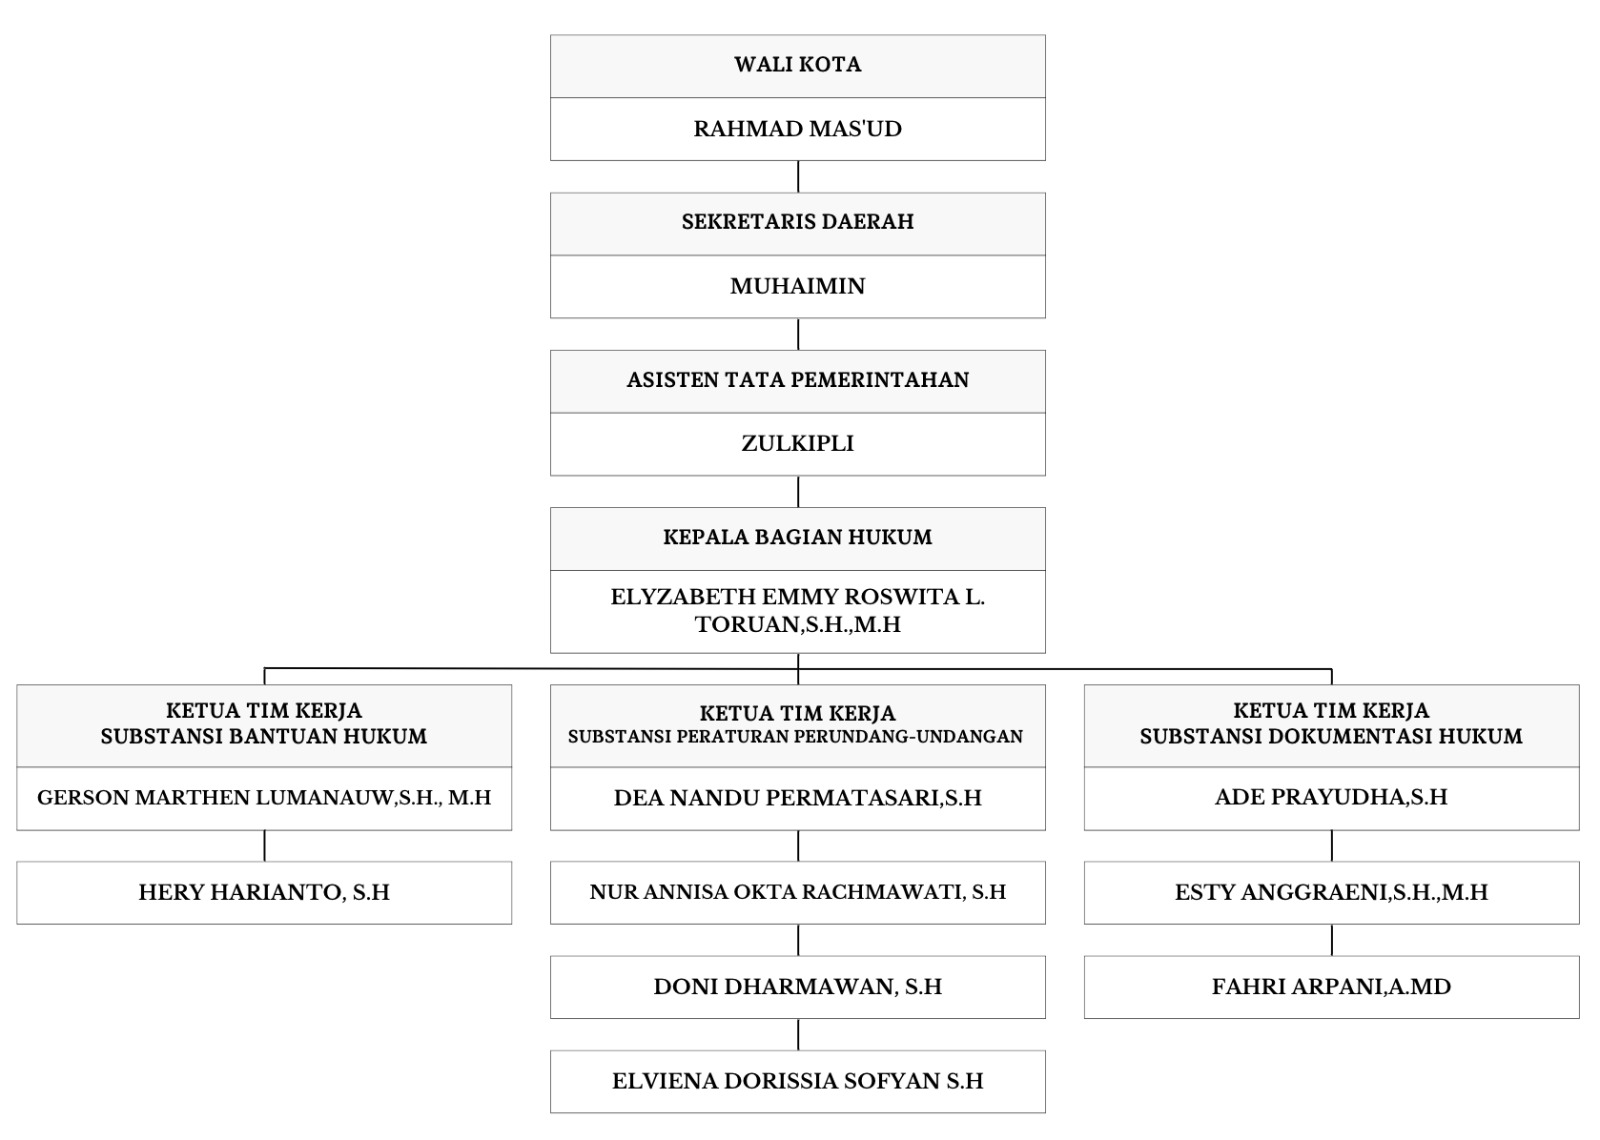 WALI KOTA
RAHMAD MAS'UD
SEKRETARIS DAERAH
MUHAIMIN
ASISTEN TATA PEMERINTAHAN
ZULKIPLI
KEPALA BAGIAN HUKUM
ELYZABETH EMMY ROSWITA L.
TORUAN,S.H.,M.H
KETUA TIM KERJA
SUBSTANSI BANTUAN HUKUM
GERSON MARTHEN LUMANAUW,S.H., M.H
HERY HARIANTO, S.H
KETUA TIM KERJA
SUBSTANSI PERATURAN PERUNDANG-UNDANGAN
DEA NANDU PERMATASARI,S.H
NUR ANNISA OKTA RACHMAWATI, S.H
DONI DHARMAWAN, S.H
ELVIENA DORISSIA SOFYAN S.H
KETUA TIM KERJA
SUBSTANSI DOKUMENTASI HUKUM
ADE PRAYUDHA,S.H
ESTY ANGGRAENI,S.H.,M.H
FAHRI ARPANI,A.MD